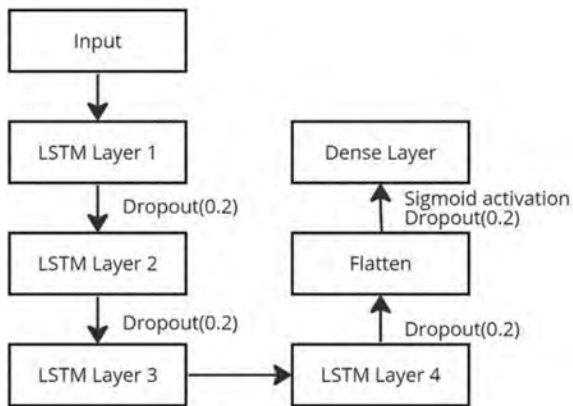 Input
LSTM Layer 1
Dropout(0.2)
LSTM Layer 2
Dropout(0.2)
LSTM Layer 3
LSTM Layer 4
Dropout(0.2)
Flatten
Sigmoid activation
Dropout(0.2)
Dense Layer